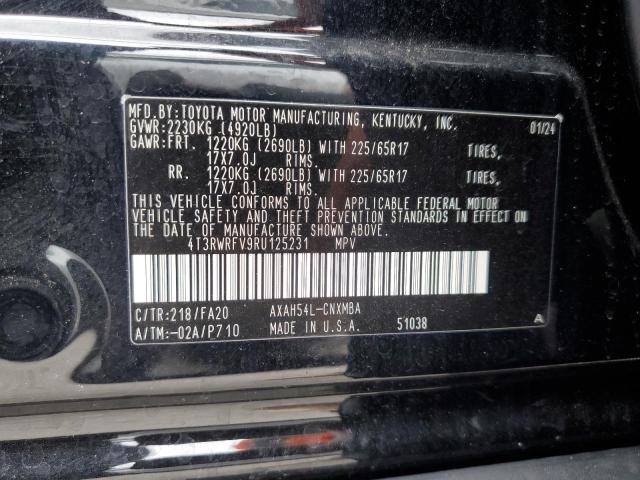 MFD.BY:TOYOTA MOTOR MANUFACTURING, KENTUCKY, INC. 01/24
GVWR:2230KG (4920LB)
GAWR:FRT. 1220KG (2690LB) WITH 225/65R17 TIRES,
17X7.0J RIMS.
RR. 1220KG (2690LB) WITH 225/65R17 TIRES,
17X7.0J RIMS.
THIS VEHICLE CONFORMS TO ALL APPLICABLE FEDERAL MOTOR
VEHICLE SAFETY AND THEFT PREVENTION STANDARDS IN EFFECT ON
THE DATE OF MANUFACTURE SHOWN ABOVE.
4T3RWRFV9RU125231 MPV
C/TR:218/FA20 AXAH54L-CNXMBA
A/TM:-02A/P710 MADE IN U.S.A. 51038 A